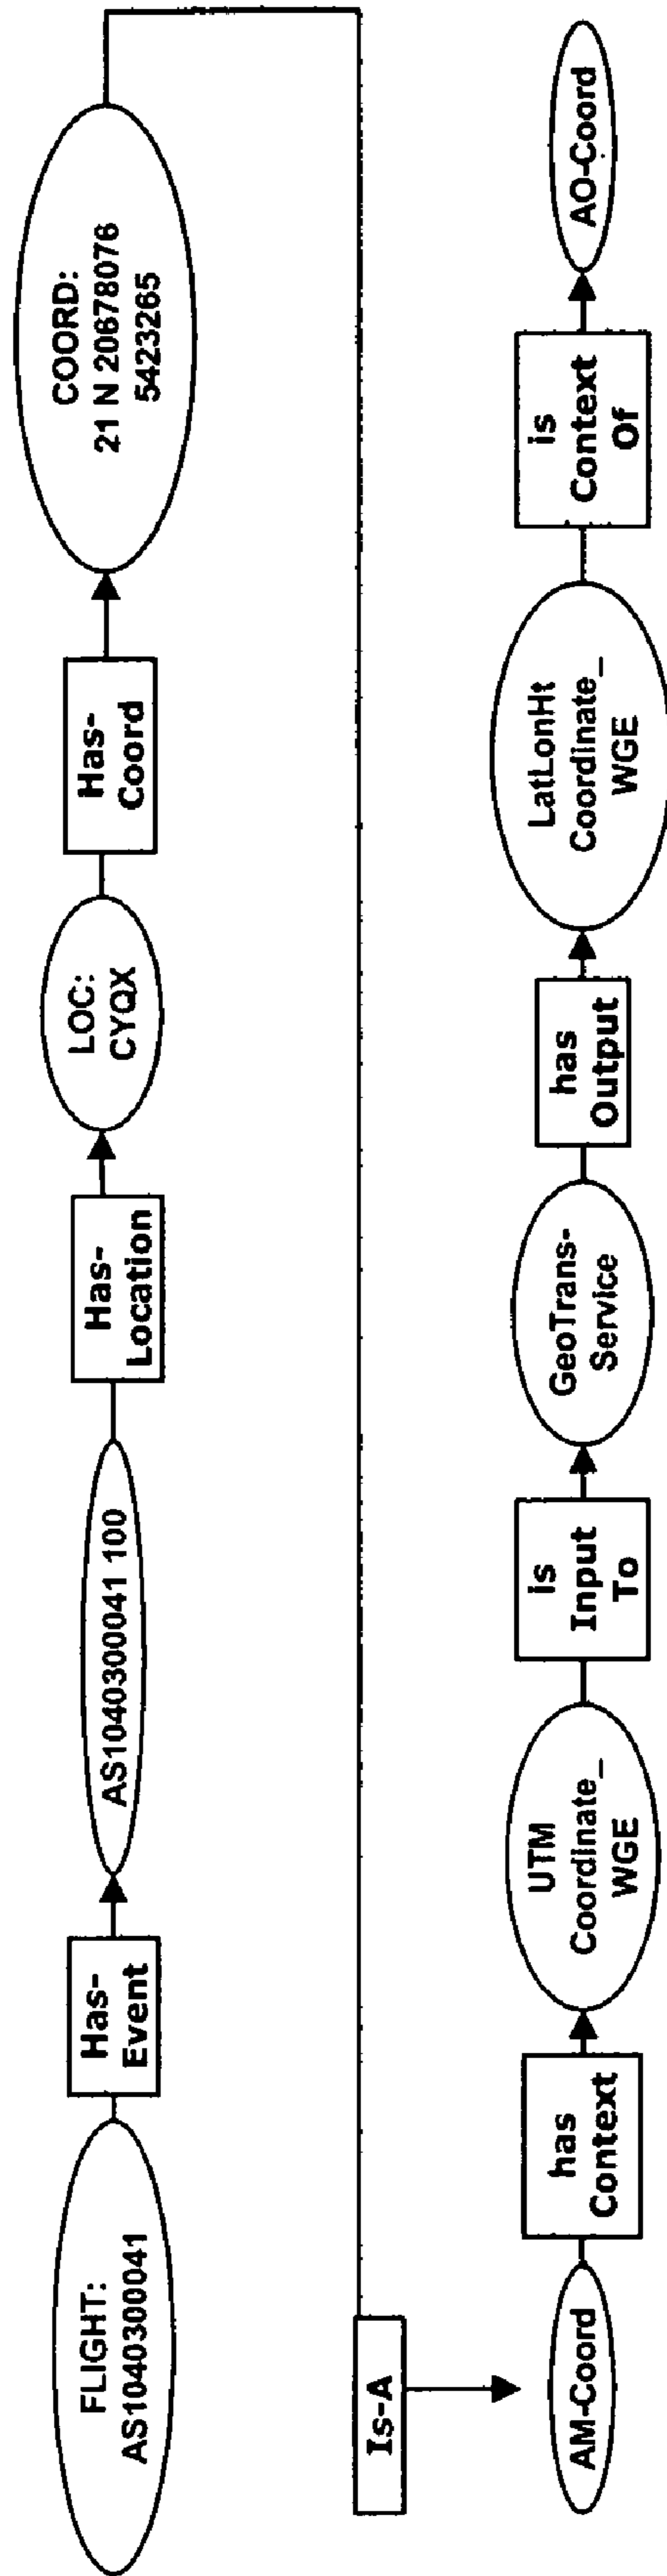 FLIGHT:
AS1040300041
Has-
Event
AS1040300041 100
Has-
Location
LOC:
CYQX
Has-
Coord
COORD:
21 N 20678076
5423265
Is-A
AM-Coord
has
Context
UTM
Coordinate_
WGE
is
Input
To
GeoTrans-
Service
has
Output
LatLonHt
Coordinate_
WGE
is
Context
Of
AO-Coord